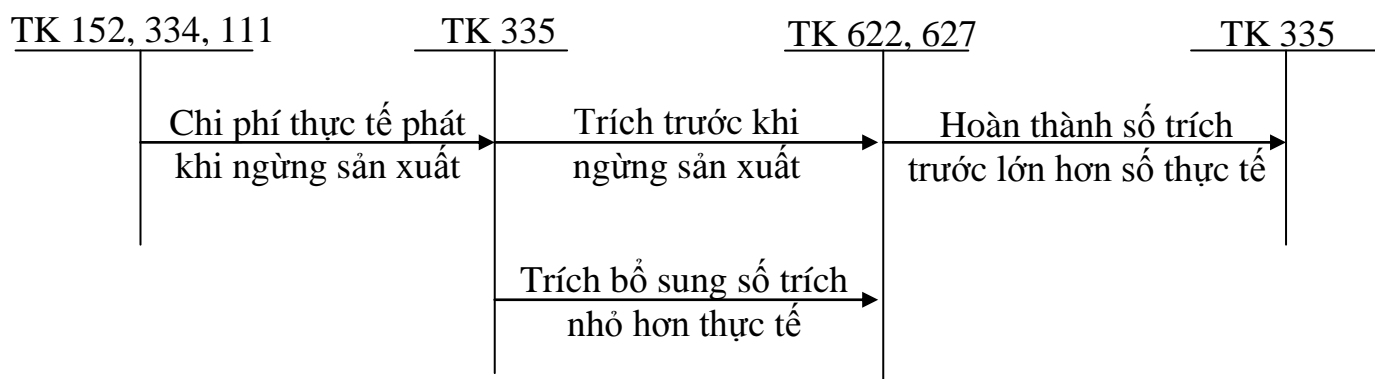 TK 152, 334, 111
TK 335
TK 622, 627
TK 335
Chi phí thực tế phát
khi ngừng sản xuất
Trích trước khi
ngừng sản xuất
Hoàn thành số trích
trước lớn hơn số thực tế
Trích bổ sung số trích
nhỏ hơn thực tế